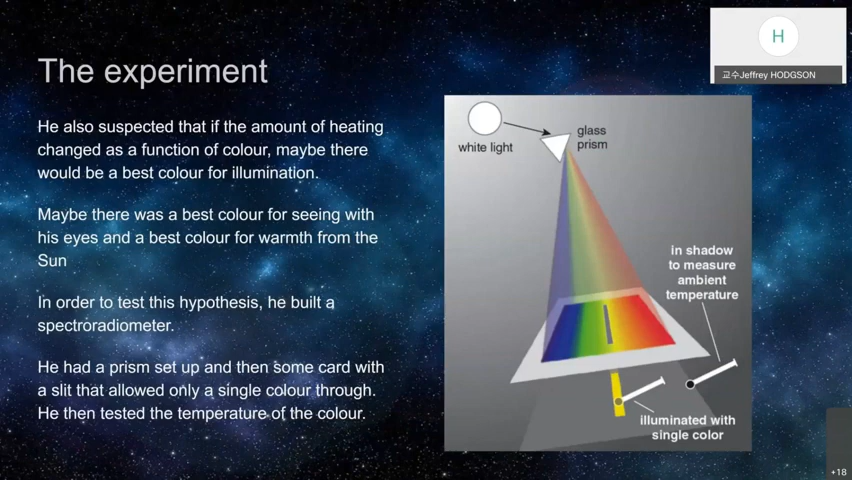 The experiment
He also suspected that if the amount of heating
changed as a function of colour, maybe there
would be a best colour for illumination.
Maybe there was a best colour for seeing with
his eyes and a best colour for warmth from the
Sun
In order to test this hypothesis, he built a
spectroradiometer.
He had a prism set up and then some card with
a slit that allowed only a single colour through.
He then tested the temperature of the colour.
white light
glass
prism
in shadow
to measure
ambient
temperature
illuminated with
single color
H
교수Jeffrey HODGSON
+18